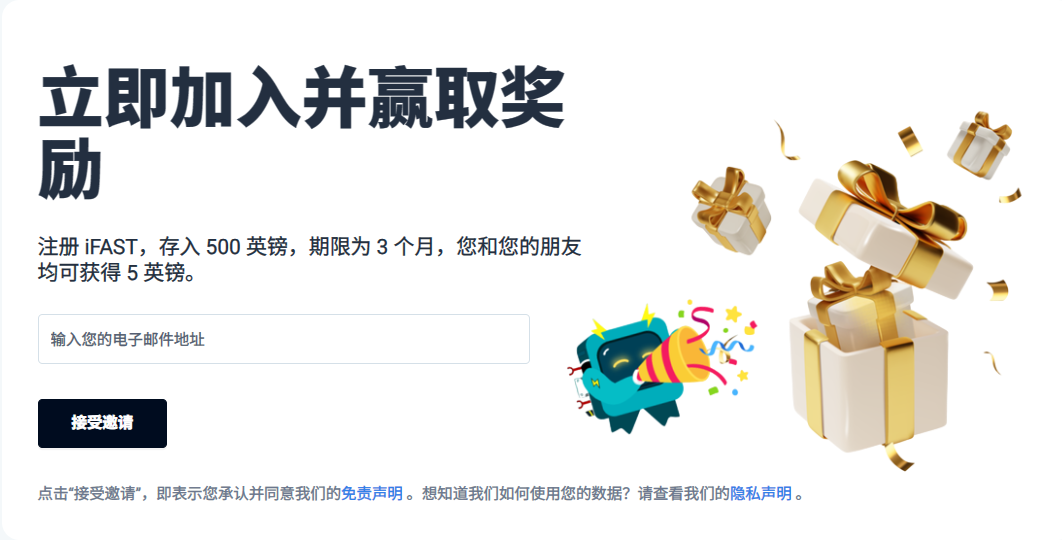 立即加入并赢取奖
励
注册 iFAST，存入 500 英镑，期限为 3 个月，您和您的朋友
均可获得 5 英镑。
输入您的电子邮件地址
接受邀请
点击“接受邀请”，即表示您承认并同意我们的免责声明 。想知道我们如何使用您的数据？请查看我们的隐私声明 。